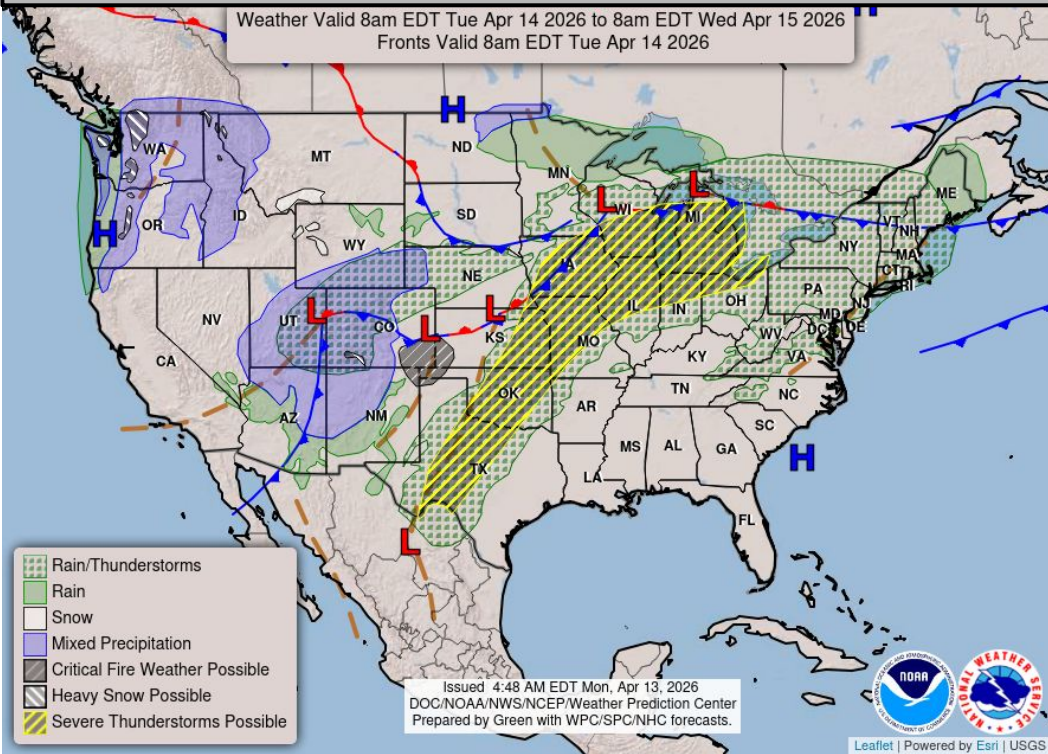 Weather Valid 8am EDT Tue Apr 14 2026 to 8am EDT Wed Apr 15 2026
Fronts Valid 8am EDT Tue Apr 14 2026
H
H
WA
MT
ND
MN
ME
OR
ID
SD
L
WI
L
MI
VT
NH
H
WY
NY
MA
CT
RI
NE
IA
PA
NJ
NV
UT
L
CO
L
L
KS
IL
IN
OH
MD
DE
DC
WV
CA
MO
KY
VA
AZ
NM
OK
AR
TN
NC
SC
MS
AL
GA
H
TX
LA
FL
L
Rain/Thunderstorms
Rain
Snow
Mixed Precipitation
Critical Fire Weather Possible
Heavy Snow Possible
Severe Thunderstorms Possible
Issued 4:48 AM EDT Mon, Apr 13, 2026
DOC/NOAA/NWS/NCEP/Weather Prediction Center
Prepared by Green with WPC/SPC/NHC forecasts.
NOAA
NATIONAL WEATHER SERVICE
Leaflet | Powered by Esri | USGS